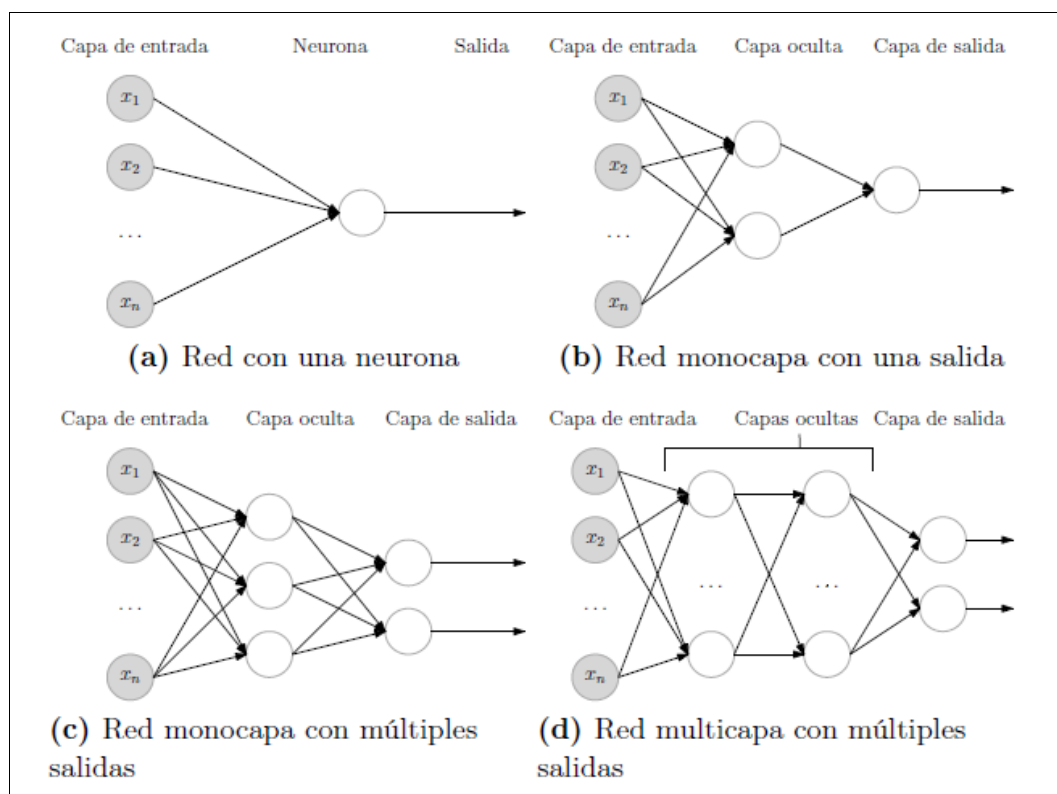 Capa de entrada Neurona Salida
x₁
x₂
...
xₙ
(a) Red con una neurona
Capa de entrada Capa oculta Capa de salida
x₁
x₂
...
xₙ
(b) Red monocapa con una salida
Capa de entrada Capa oculta Capa de salida
x₁
x₂
...
xₙ
(c) Red monocapa con múltiples
salidas
Capa de entrada Capas ocultas Capa de salida
x₁
x₂
... ... ...
xₙ
(d) Red multicapa con múltiples
salidas